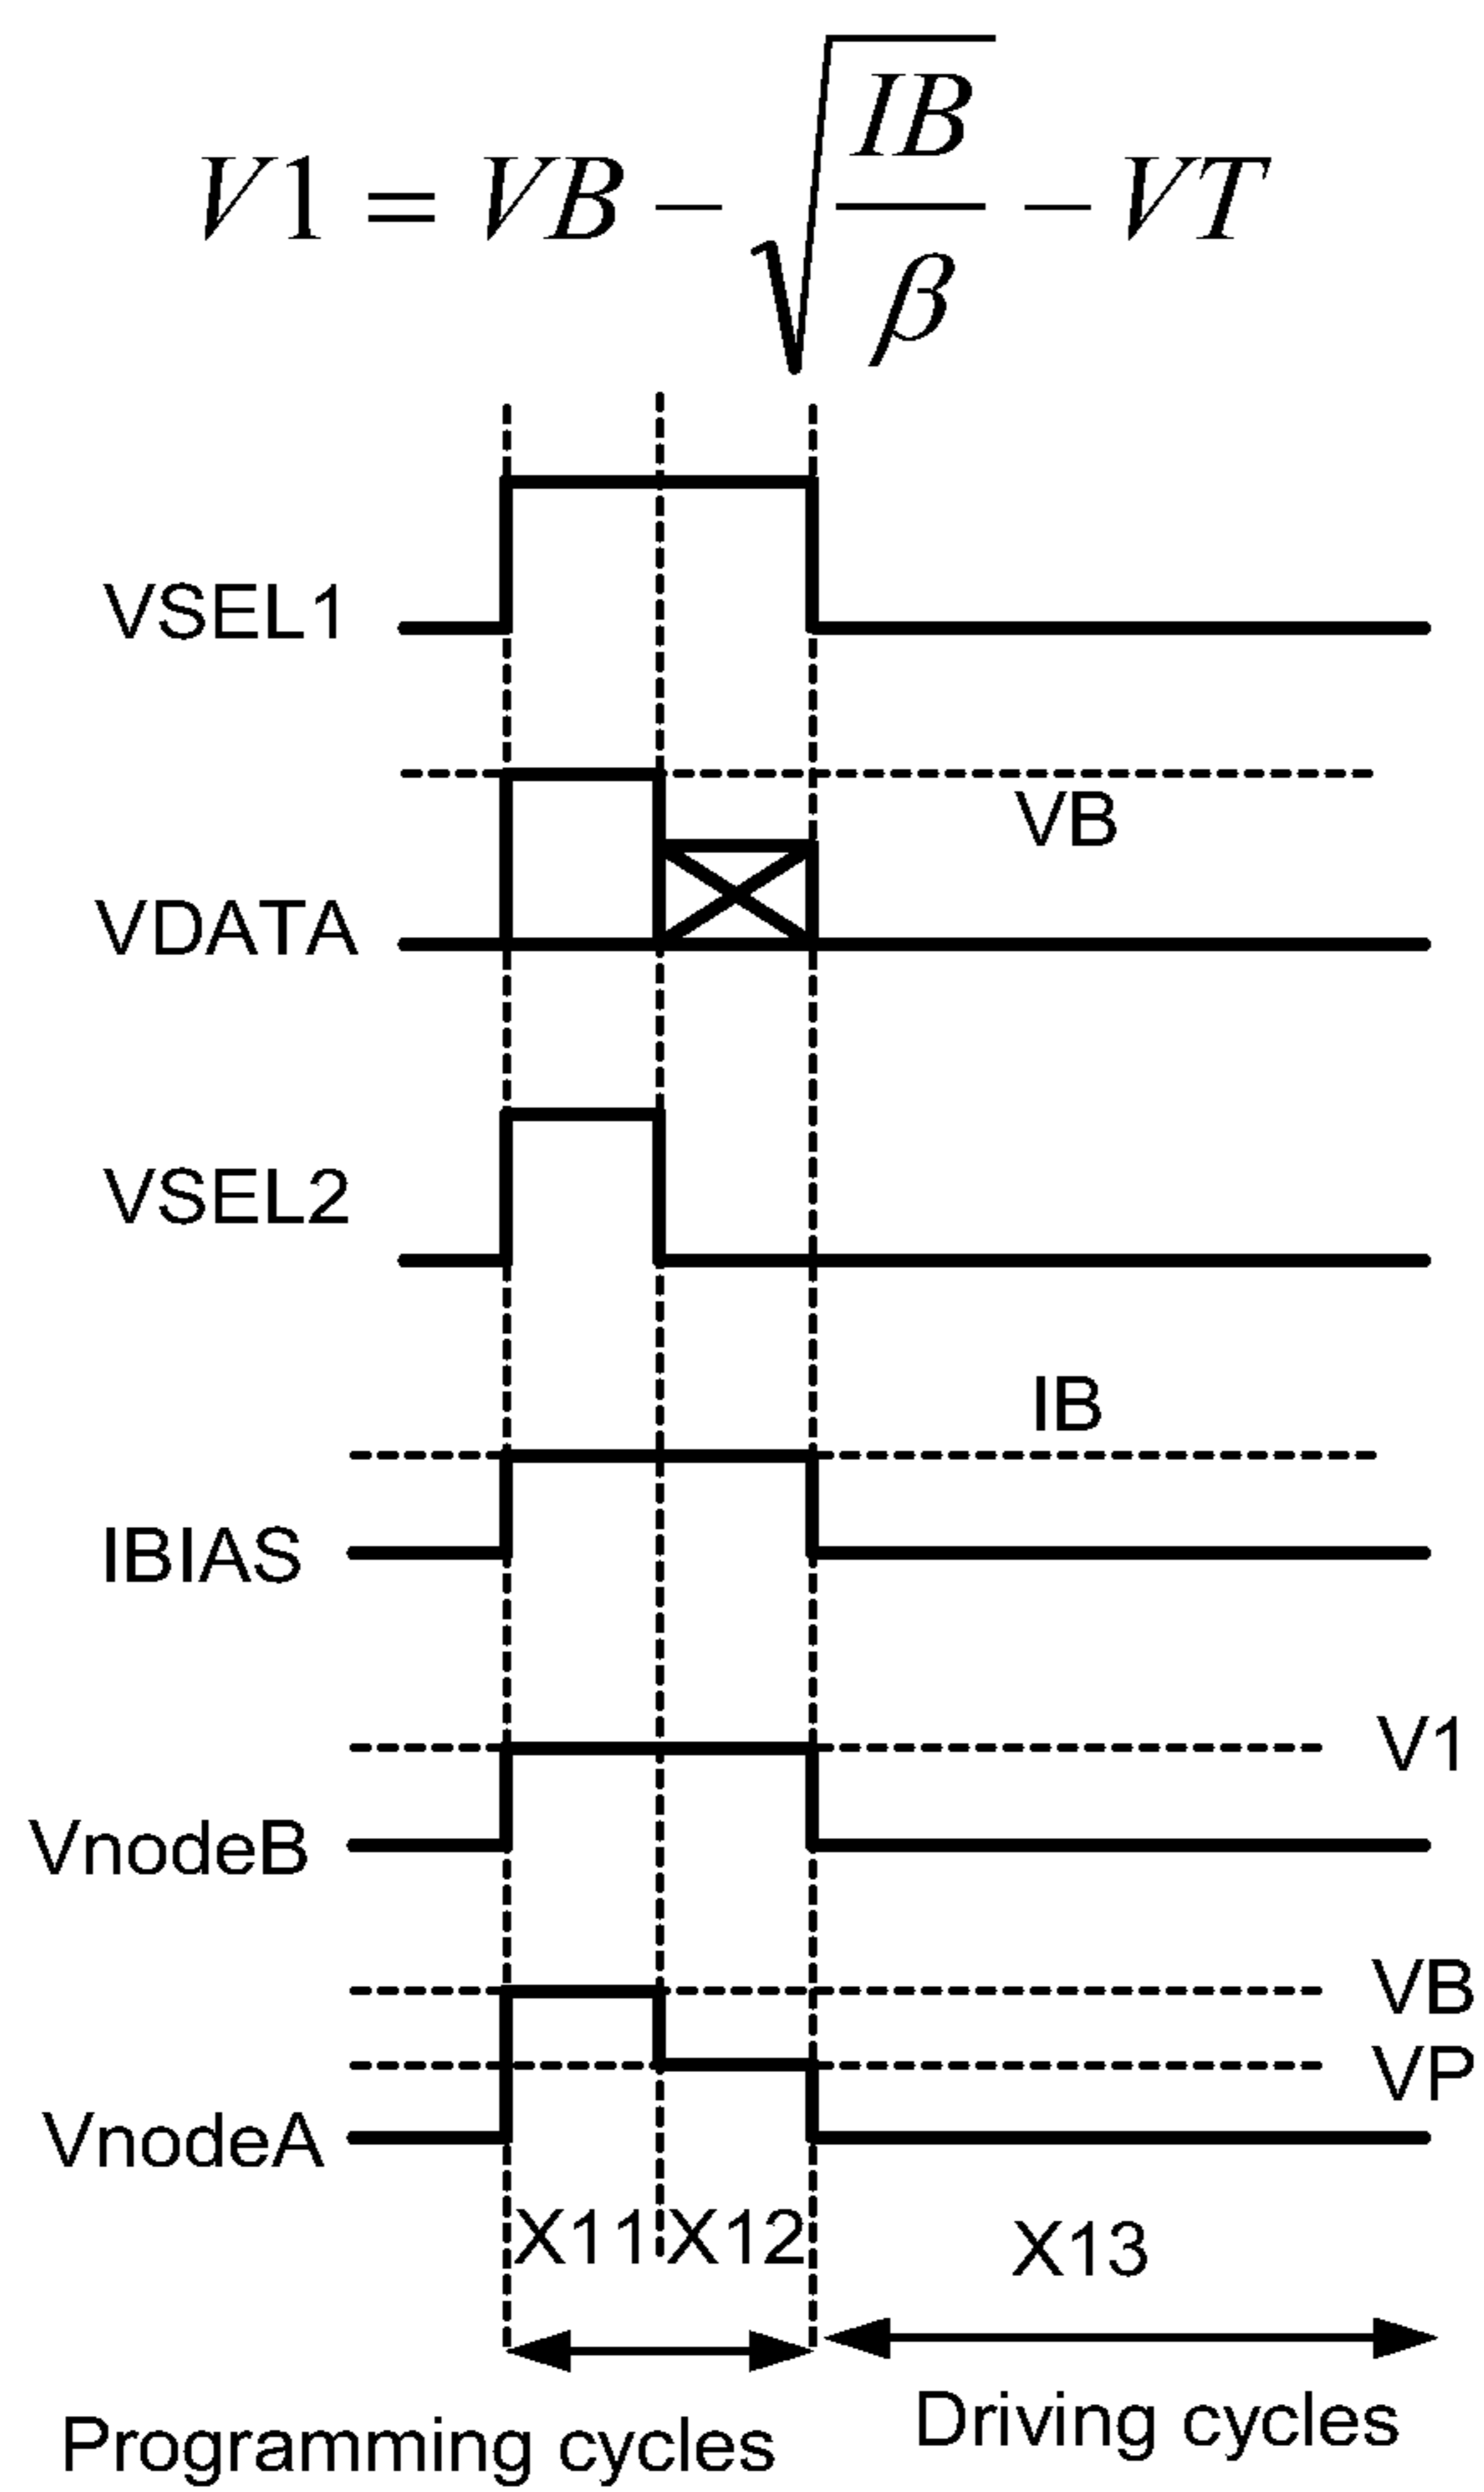 V1 = VB − √(IB/β) − VT
VSEL1
VB
VDATA
VSEL2
IB
IBIAS
V1
VnodeB
VB
VP
VnodeA
X11 X12 X13
Programming cycles Driving cycles